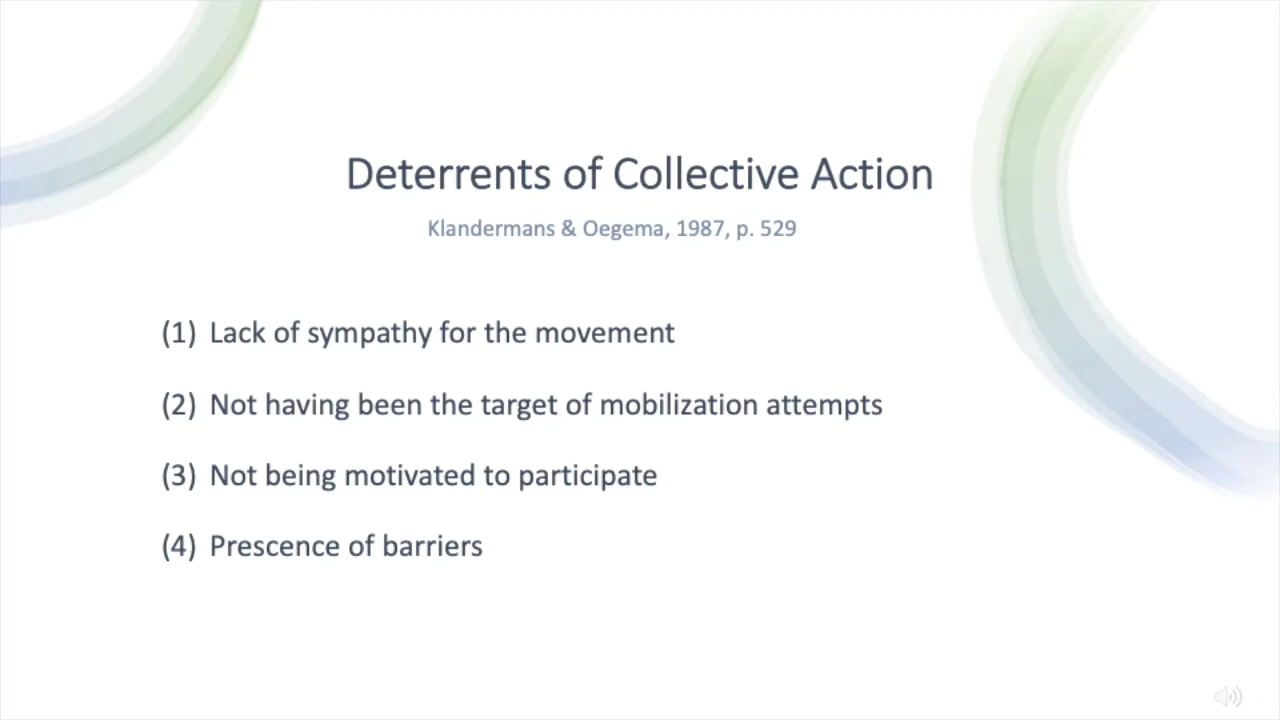 Deterrents of Collective Action
Klandermans & Oegema, 1987, p. 529
(1) Lack of sympathy for the movement
(2) Not having been the target of mobilization attempts
(3) Not being motivated to participate
(4) Prescence of barriers